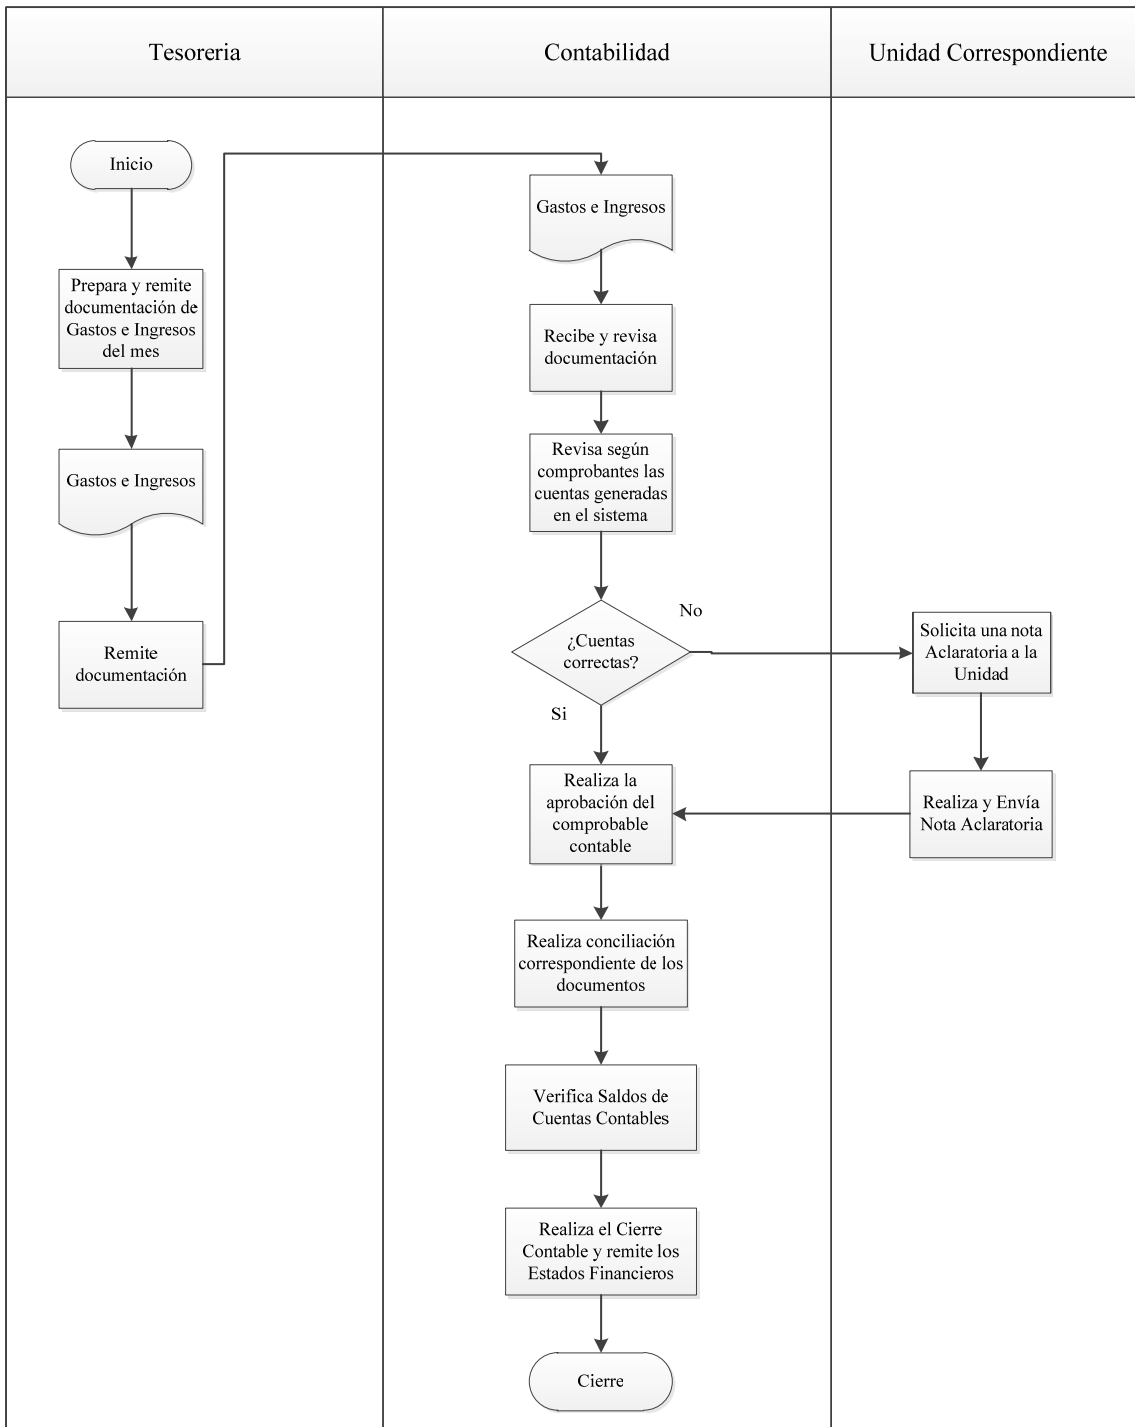 Tesoreria
Contabilidad
Unidad Correspondiente
Inicio
Prepara y remite
documentación de
Gastos e Ingresos
del mes
Gastos e Ingresos
Remite
documentación
Gastos e Ingresos
Recibe y revisa
documentación
Revisa según
comprobantes las
cuentas generadas
en el sistema
¿Cuentas
correctas?
No
Si
Solicita una nota
Aclaratoria a la
Unidad
Realiza y Envía
Nota Aclaratoria
Realiza la
aprobación del
comprobable
contable
Realiza conciliación
correspondiente de los
documentos
Verifica Saldos de
Cuentas Contables
Realiza el Cierre
Contable y remite los
Estados Financieros
Cierre